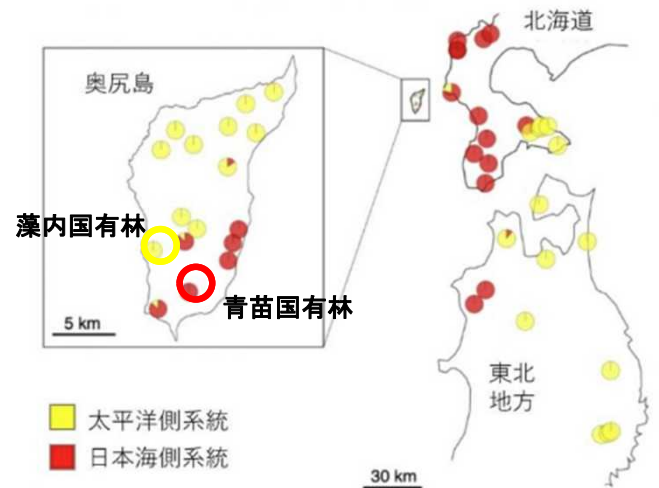 北海道
奥尻島
藻内国有林
青苗国有林
5 km
東北
地方
太平洋側系統
日本海側系統
30 km